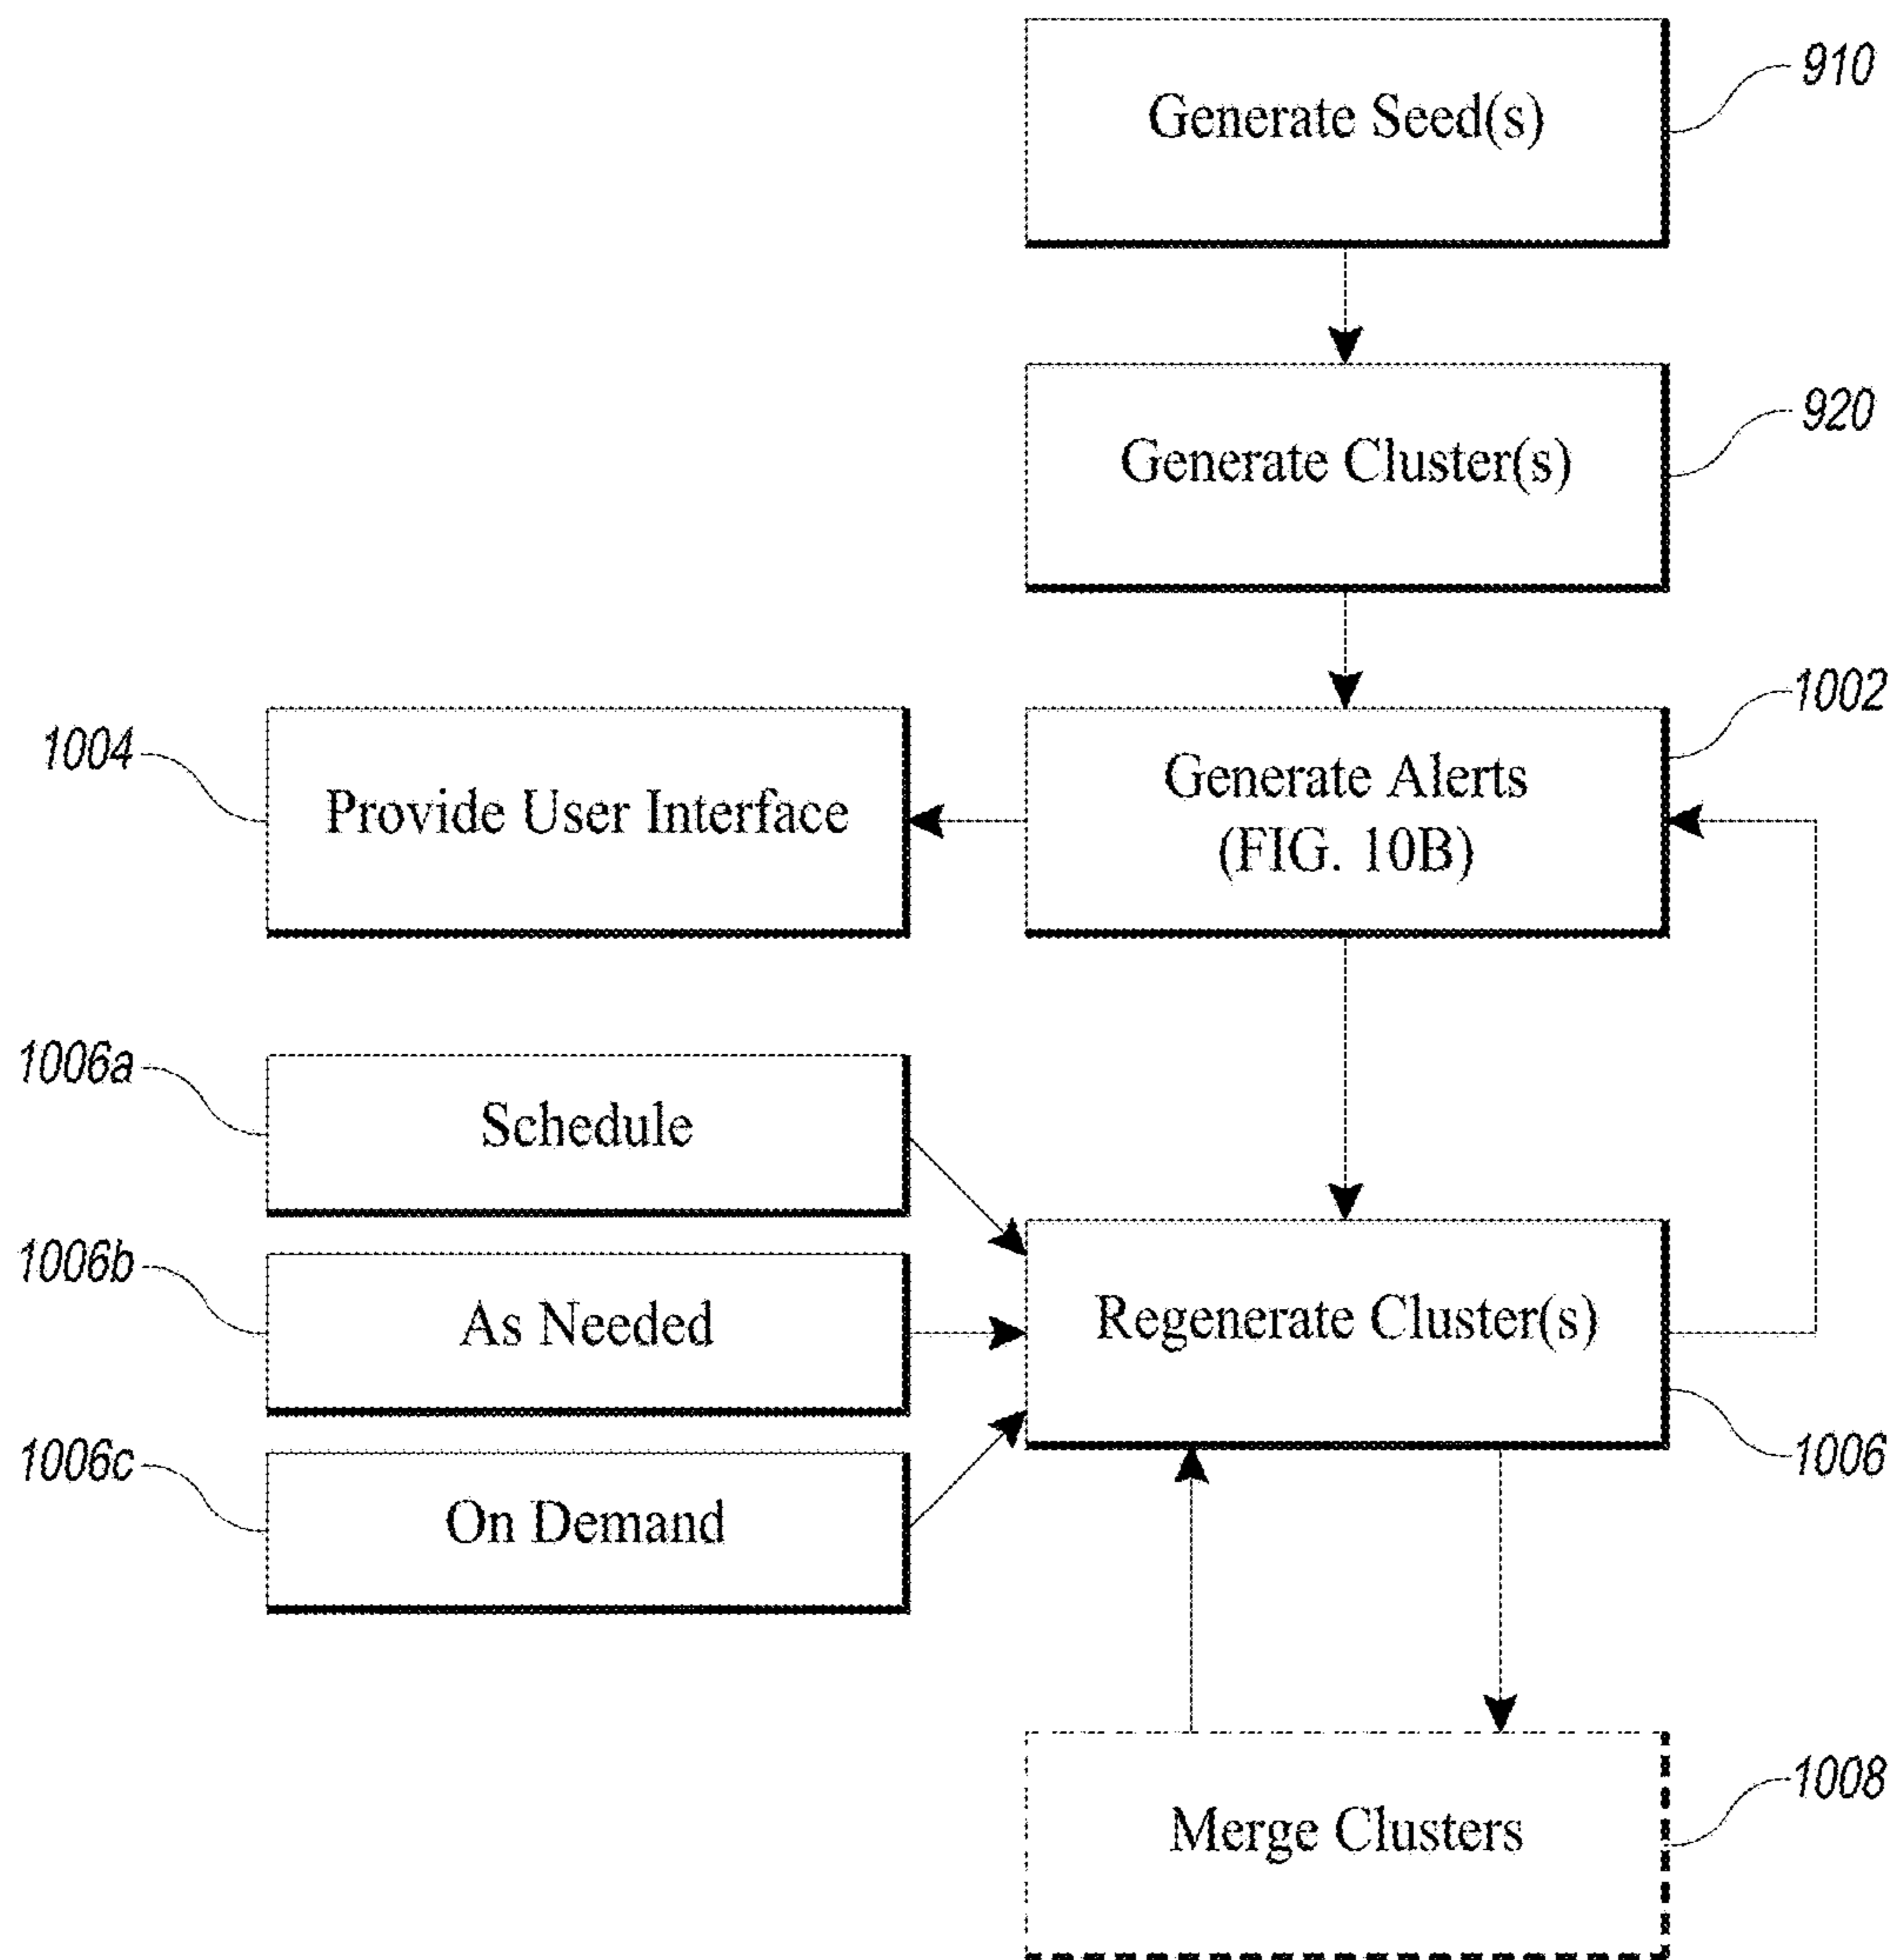 Generate Seed(s)
910
Generate Cluster(s)
920
1004
Provide User Interface
Generate Alerts
(FIG. 10B)
1002
1006a
Schedule
1006b
As Needed
Regenerate Cluster(s)
1006
1006c
On Demand
Merge Clusters
1008